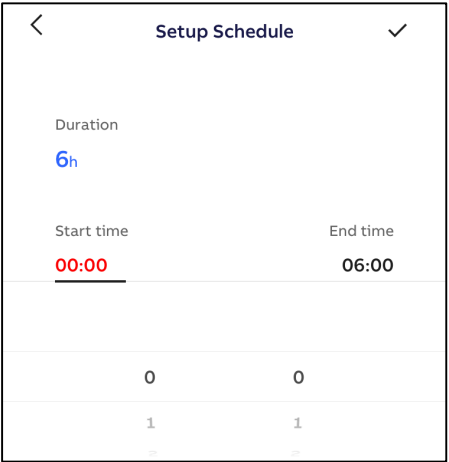 Setup Schedule
Duration
6h
Start time End time
00:00 06:00
0 0
1 1